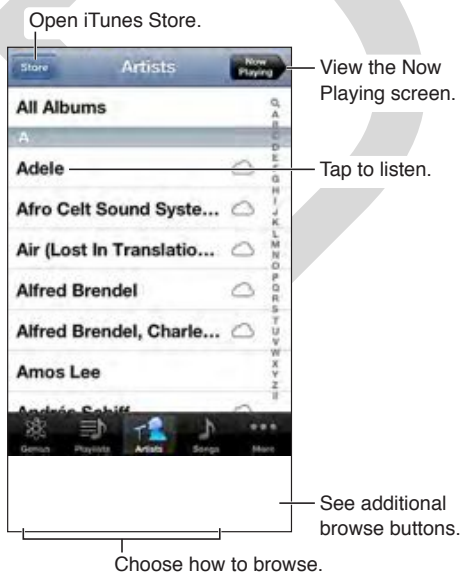 Open iTunes Store.
Store
Artists
Now
Playing
View the Now
Playing screen.
All Albums
A
Adele
Tap to listen.
Afro Celt Sound Syste...
Air (Lost In Translatio...
Alfred Brendel
Alfred Brendel, Charle...
Amos Lee
András Schiff
A
B
C
D
E
F
G
H
I
J
K
L
M
N
O
P
Q
R
S
T
U
V
W
X
Y
Z
#
Genius
Playlists
Artists
Songs
More
See additional
browse buttons.
Choose how to browse.